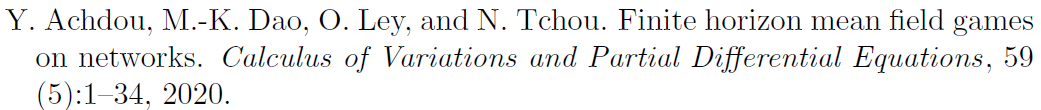 Y. Achdou, M.-K. Dao, O. Ley, and N. Tchou. Finite horizon mean field games
on networks. Calculus of Variations and Partial Differential Equations, 59
(5):1–34, 2020.